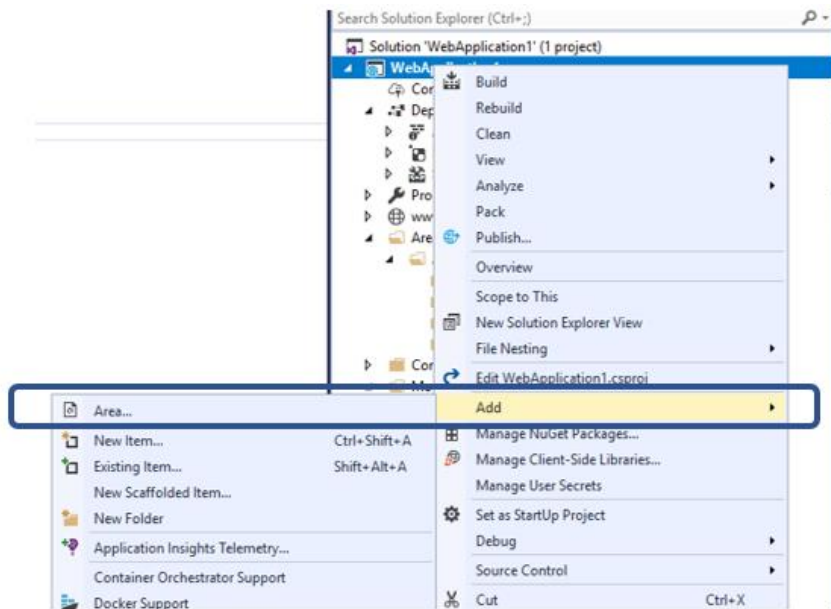 Search Solution Explorer (Ctrl+;)
Solution 'WebApplication1' (1 project)
Build
Rebuild
Clean
View
Analyze
Pack
Publish...
Overview
Scope to This
New Solution Explorer View
File Nesting
Edit WebApplication1.csproj
Add
Manage NuGet Packages...
Manage Client-Side Libraries...
Manage User Secrets
Set as StartUp Project
Debug
Source Control
Cut Ctrl+X
Area...
New Item... Ctrl+Shift+A
Existing Item... Shift+Alt+A
New Scaffolded Item...
New Folder
Application Insights Telemetry...
Container Orchestrator Support
Docker Support